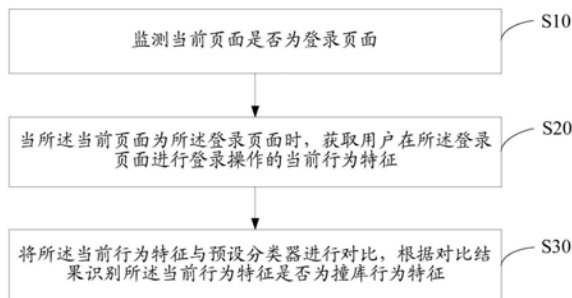 监测当前页面是否为登录页面
S10
当所述当前页面为所述登录页面时，获取用户在所述登录
页面进行登录操作的当前行为特征
S20
将所述当前行为特征与预设分类器进行对比，根据对比结
果识别所述当前行为特征是否为撞库行为特征
S30